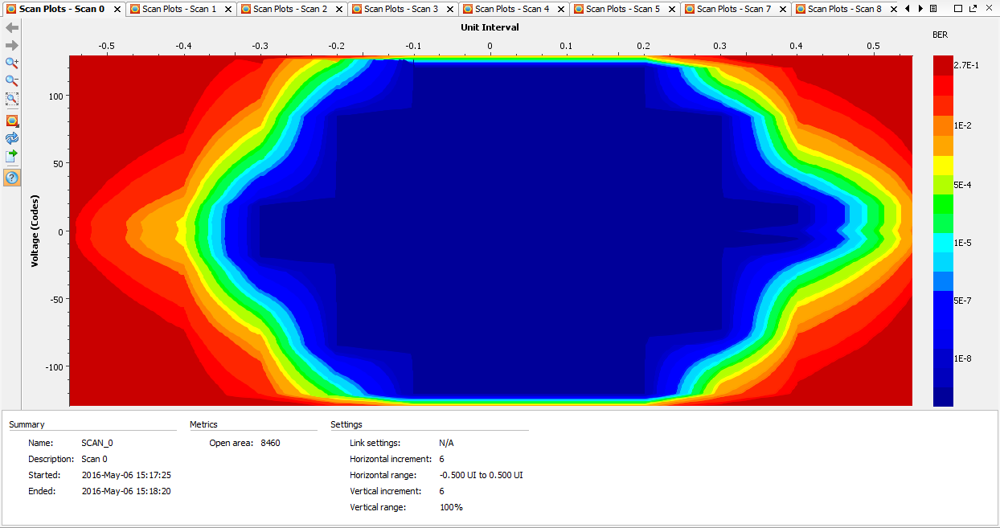 Scan Plots - Scan 0 Scan Plots - Scan 1 Scan Plots - Scan 2 Scan Plots - Scan 3 Scan Plots - Scan 4 Scan Plots - Scan 5 Scan Plots - Scan 7 Scan Plots - Scan 8
Unit Interval
BER
-0.5 -0.4 -0.3 -0.2 -0.1 0 0.1 0.2 0.3 0.4 0.5
Voltage (Codes)
100
50
0
-50
-100
2.7E-1
1E-2
5E-4
1E-5
5E-7
1E-8
Summary
Name: SCAN_0
Description: Scan 0
Started: 2016-May-06 15:17:25
Ended: 2016-May-06 15:18:20
Metrics
Open area: 8460
Settings
Link settings: N/A
Horizontal increment: 6
Horizontal range: -0.500 UI to 0.500 UI
Vertical increment: 6
Vertical range: 100%